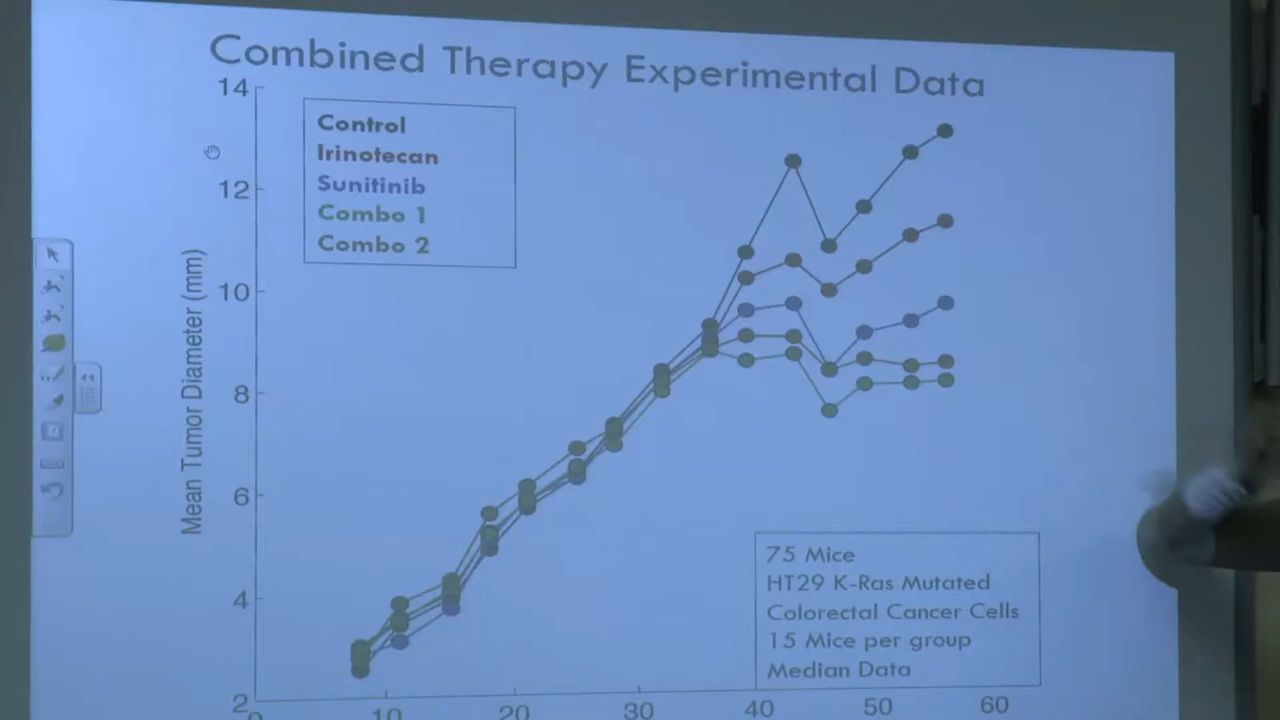 Combined Therapy Experimental Data
14
12
10
8
6
4
2
Mean Tumor Diameter (mm)
Control
Irinotecan
Sunitinib
Combo 1
Combo 2
75 Mice
HT29 K-Ras Mutated
Colorectal Cancer Cells
15 Mice per group
Median Data
0 10 20 30 40 50 60